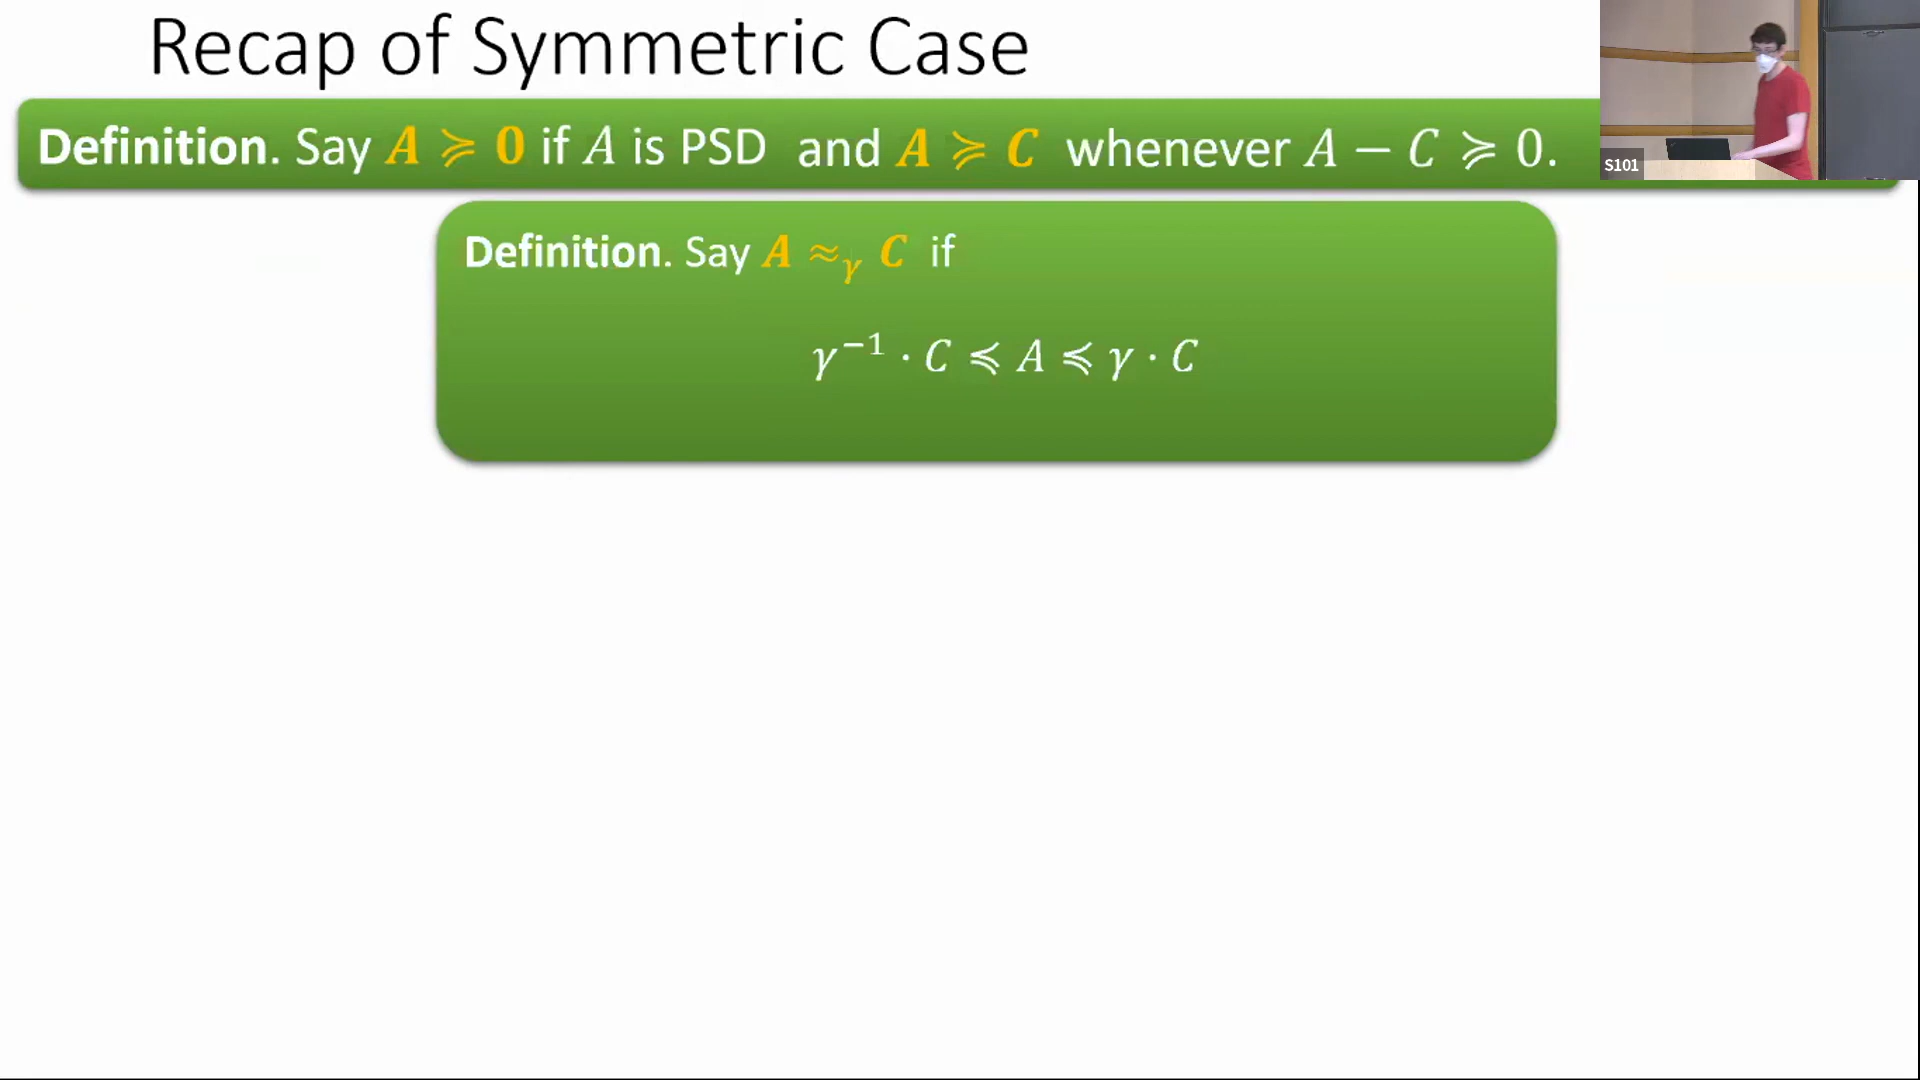 Recap of Symmetric Case
Definition. Say A ≽ 0 if A is PSD and A ≽ C whenever A − C ≽ 0.
S101
Definition. Say A ≈γ C if
γ⁻¹ · C ≼ A ≼ γ · C